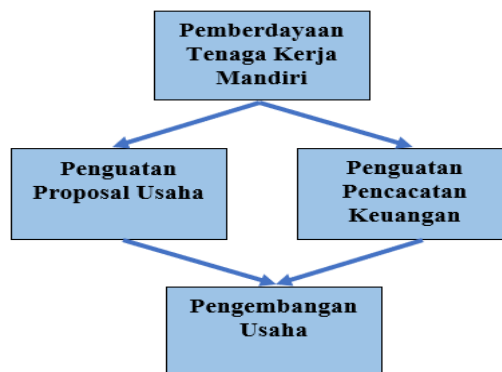 Pemberdayaan
Tenaga Kerja
Mandiri
Penguatan
Proposal Usaha
Penguatan
Pencacatan
Keuangan
Pengembangan
Usaha